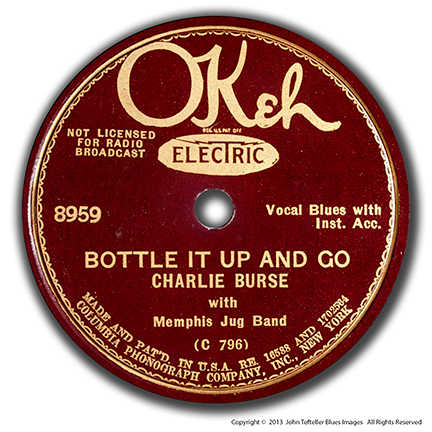 OKeh
REG. U.S. PAT. OFF.
NOT LICENSED
FOR RADIO
BROADCAST
ELECTRIC
8959
Vocal Blues with
Inst. Acc.
BOTTLE IT UP AND GO
CHARLIE BURSE
with
Memphis Jug Band
(C 796)
MADE AND PAT'D. IN U.S.A. RE. 16588 AND 1702564
COLUMBIA PHONOGRAPH COMPANY, INC., NEW YORK
Copyright © 2013 John Tefteller Blues Images All Rights Reserved